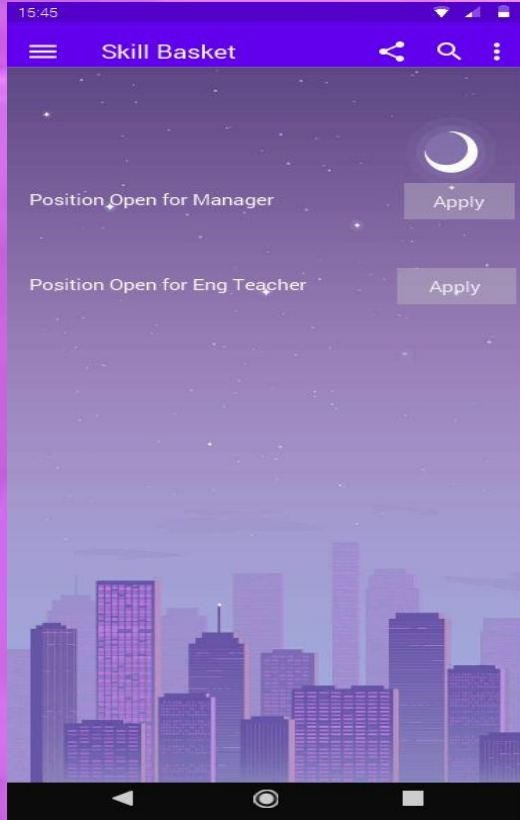 15:45
Skill Basket
Position Open for Manager
Apply
Position Open for Eng Teacher
Apply